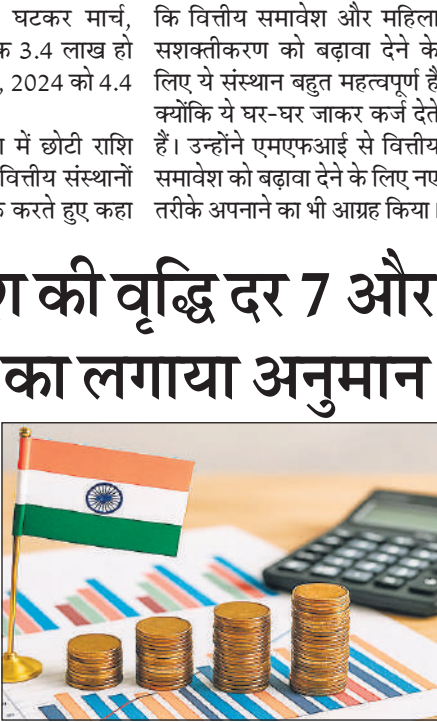 घटकर मार्च,
क 3.4 लाख हो
, 2024 को 4.4
में छोटी राशि
वित्तीय संस्थानों
करते हुए कहा
कि वित्तीय समावेश और महिला
सशक्तीकरण को बढ़ावा देने के
लिए ये संस्थान बहुत महत्वपूर्ण हैं
क्योंकि ये घर-घर जाकर कर्ज देते
हैं। उन्होंने एमएफआई से वित्तीय
समावेश को बढ़ावा देने के लिए नए
तरीके अपनाने का भी आग्रह किया।
की वृद्धि दर 7 और
का लगाया अनुमान